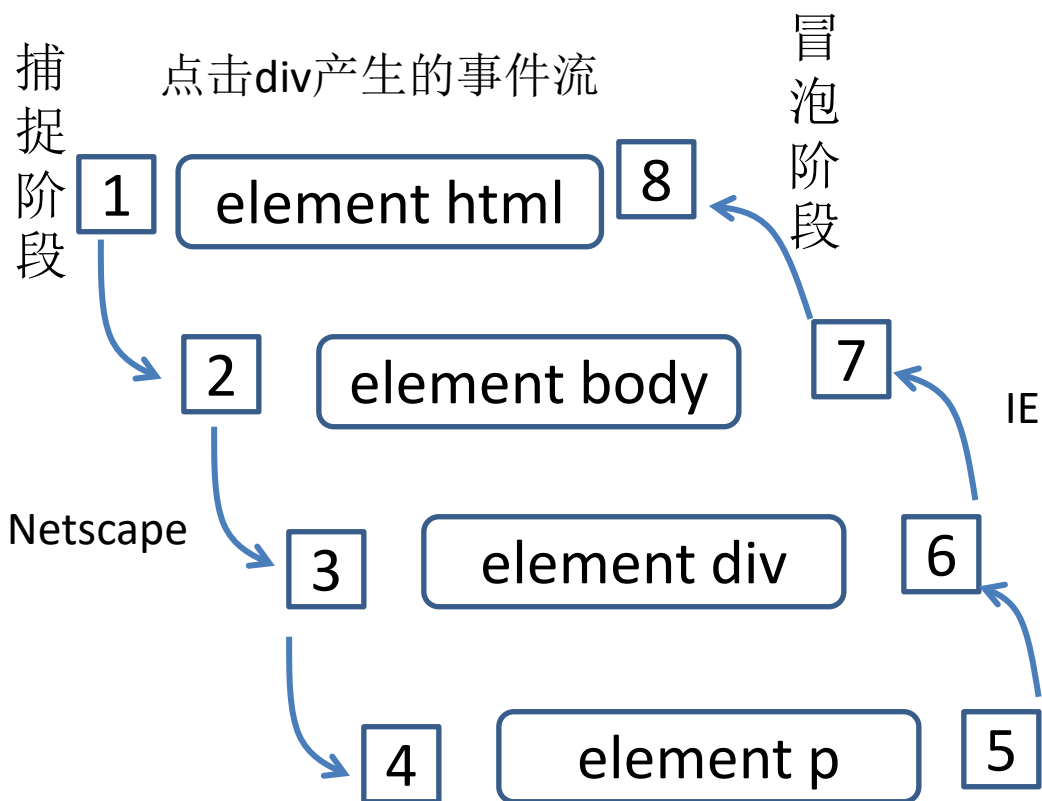 点击div产生的事件流
捕捉阶段
冒泡阶段
1
element html
8
2
element body
7
IE
Netscape
3
element div
6
4
element p
5